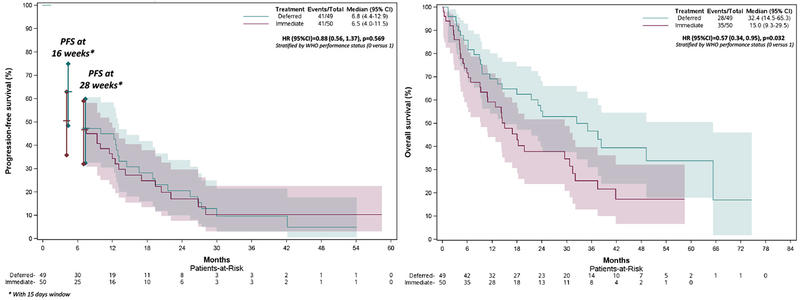 Treatment Events/Total Median (95% CI)
Deferred 41/49 6.8 (4.4-12.9)
Immediate 41/50 6.5 (4.0-11.5)
HR (95%CI)=0.88 (0.56, 1.37), p=0.569
Stratified by WHO performance status (0 versus 1)
PFS at
16 weeks*
PFS at
28 weeks*
Progression-free survival (%)
100
90
80
70
60
50
40
30
20
10
0
0 6 12 18 24 30 36 42 48 54 60
Months
Patients-at-Risk
Deferred- 49 30 19 11 8 3 3 2 1 1 0
Immediate- 50 25 16 10 6 3 3 2 1 1 0
* With 15 days window
Treatment Events/Total Median (95% CI)
Deferred 28/49 32.4 (14.5-65.3)
Immediate 35/50 15.0 (9.3-29.5)
HR (95%CI)=0.57 (0.34, 0.95), p=0.032
Stratified by WHO performance status (0 versus 1)
Overall survival (%)
100
90
80
70
60
50
40
30
20
10
0
0 6 12 18 24 30 36 42 48 54 60 66 72 78 84
Months
Patients-at-Risk
Deferred- 49 42 32 27 23 20 14 10 7 5 2 1 1 0
Immediate- 50 35 28 18 13 11 8 4 2 1 0